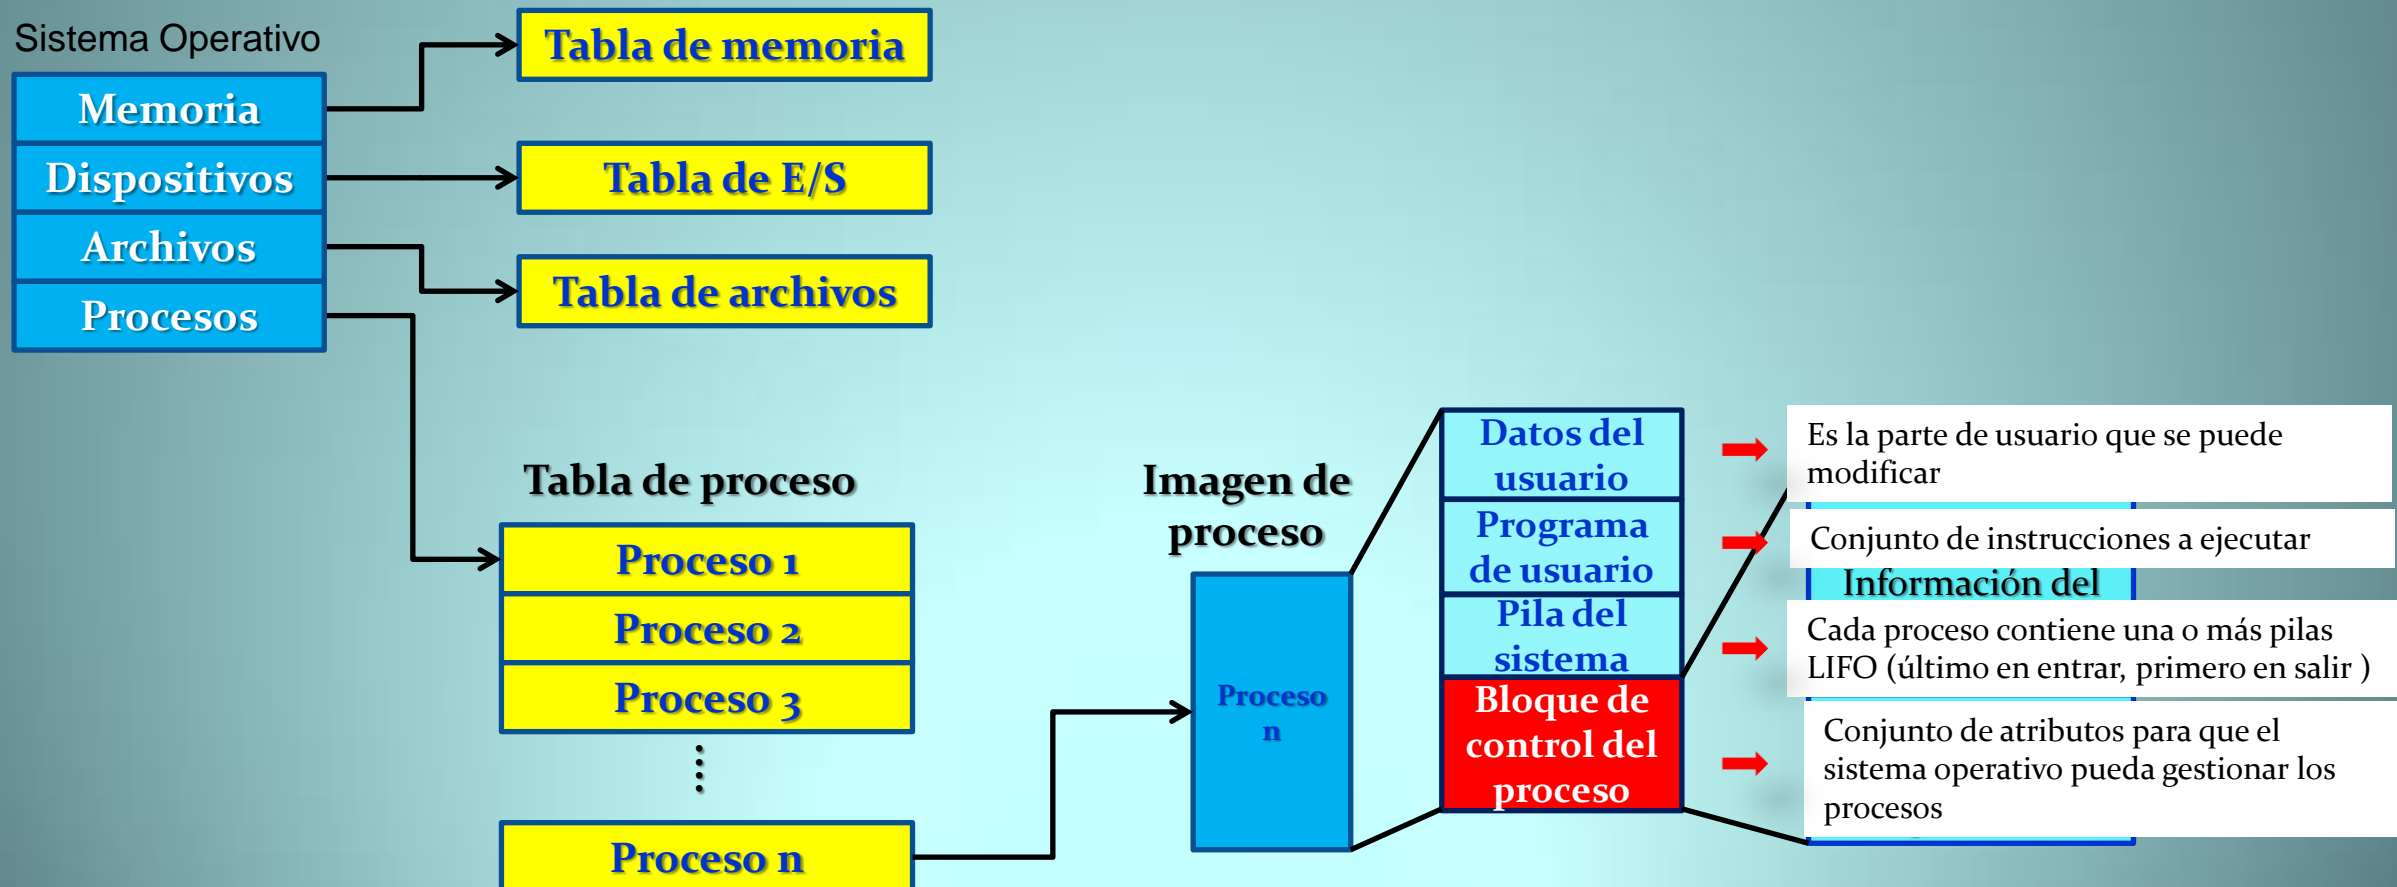 Sistema Operativo
Memoria
Dispositivos
Archivos
Procesos
Tabla de memoria
Tabla de E/S
Tabla de archivos
Tabla de proceso
Proceso 1
Proceso 2
Proceso 3
Proceso n
Imagen de
proceso
Proceso
n
Datos del
usuario
Programa
de usuario
Pila del
sistema
Bloque de
control del
proceso
Es la parte de usuario que se puede
modificar
Conjunto de instrucciones a ejecutar
Información del
Cada proceso contiene una o más pilas
LIFO (último en entrar, primero en salir )
Conjunto de atributos para que el
sistema operativo pueda gestionar los
procesos